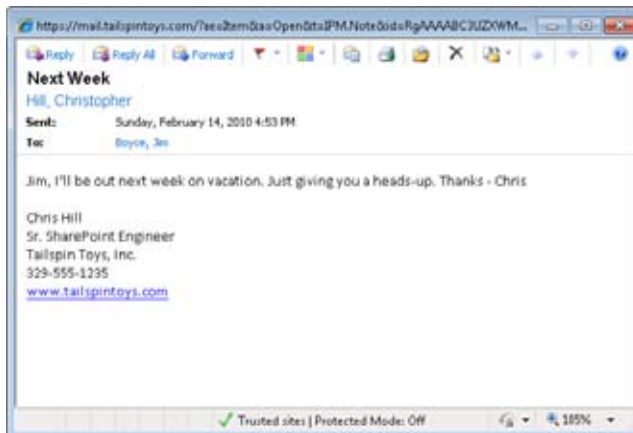 https://mail.tailspintoys.com/?ae=Item&a=Open&t=IPM.Note&id=RgAAAABC3UZXWM...
Reply Reply All Forward
Next Week
Hill, Christopher
Sent: Sunday, February 14, 2010 4:53 PM
To: Boyce, Jim
Jim, I'll be out next week on vacation. Just giving you a heads-up. Thanks - Chris
Chris Hill
Sr. SharePoint Engineer
Tailspin Toys, Inc.
329-555-1235
www.tailspintoys.com
Trusted sites | Protected Mode: Off 105%